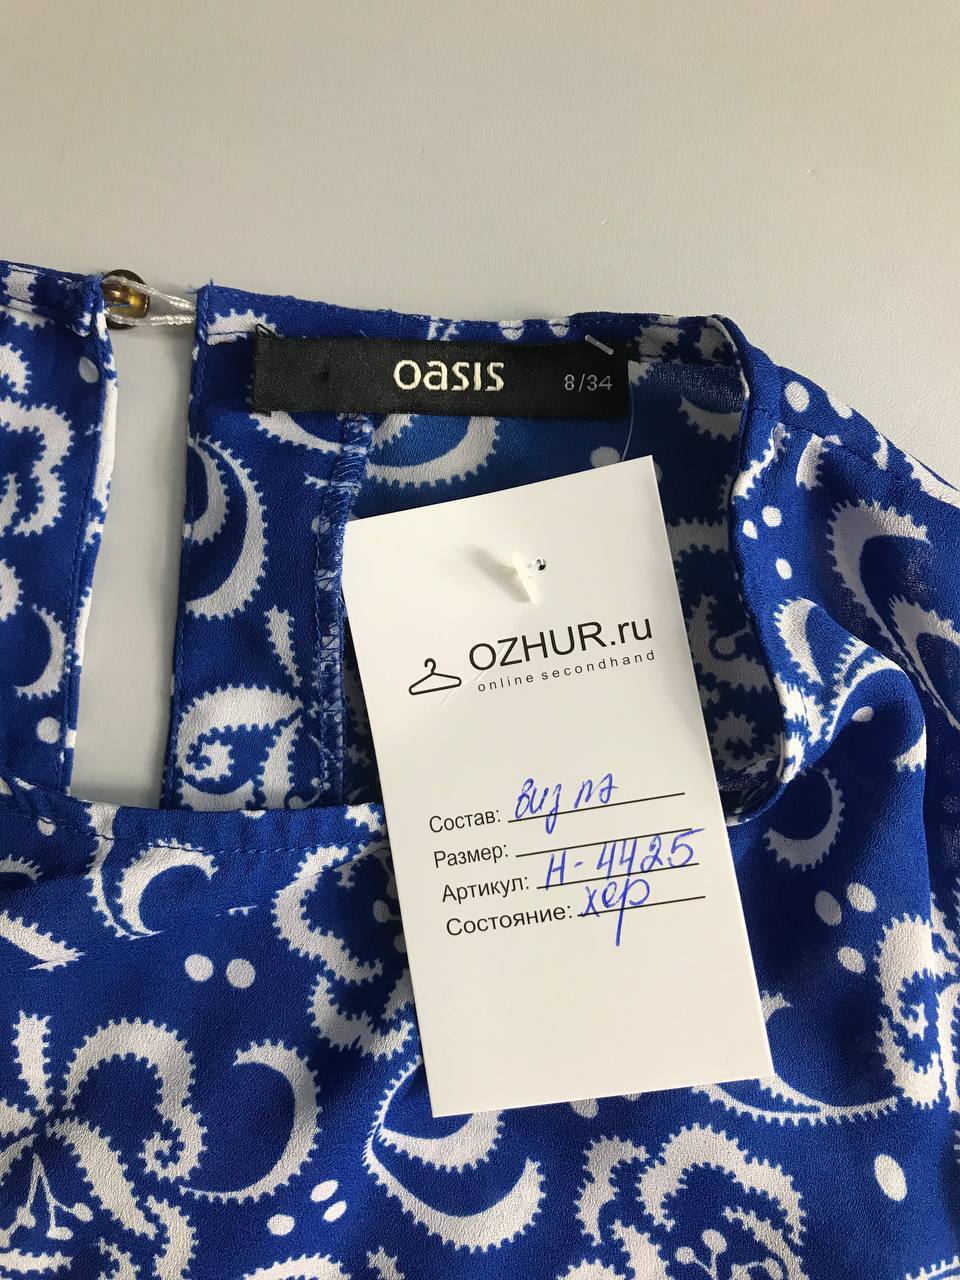 oasis 8/34
OZHUR.ru
online secondhand
Состав: виз пэ
Размер:
Артикул: Н-4425
Состояние: хор